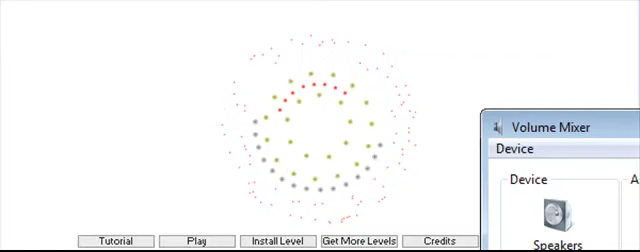 Volume Mixer
Device
Device
A
Speakers
Tutorial
Play
Install Level
Get More Levels
Credits